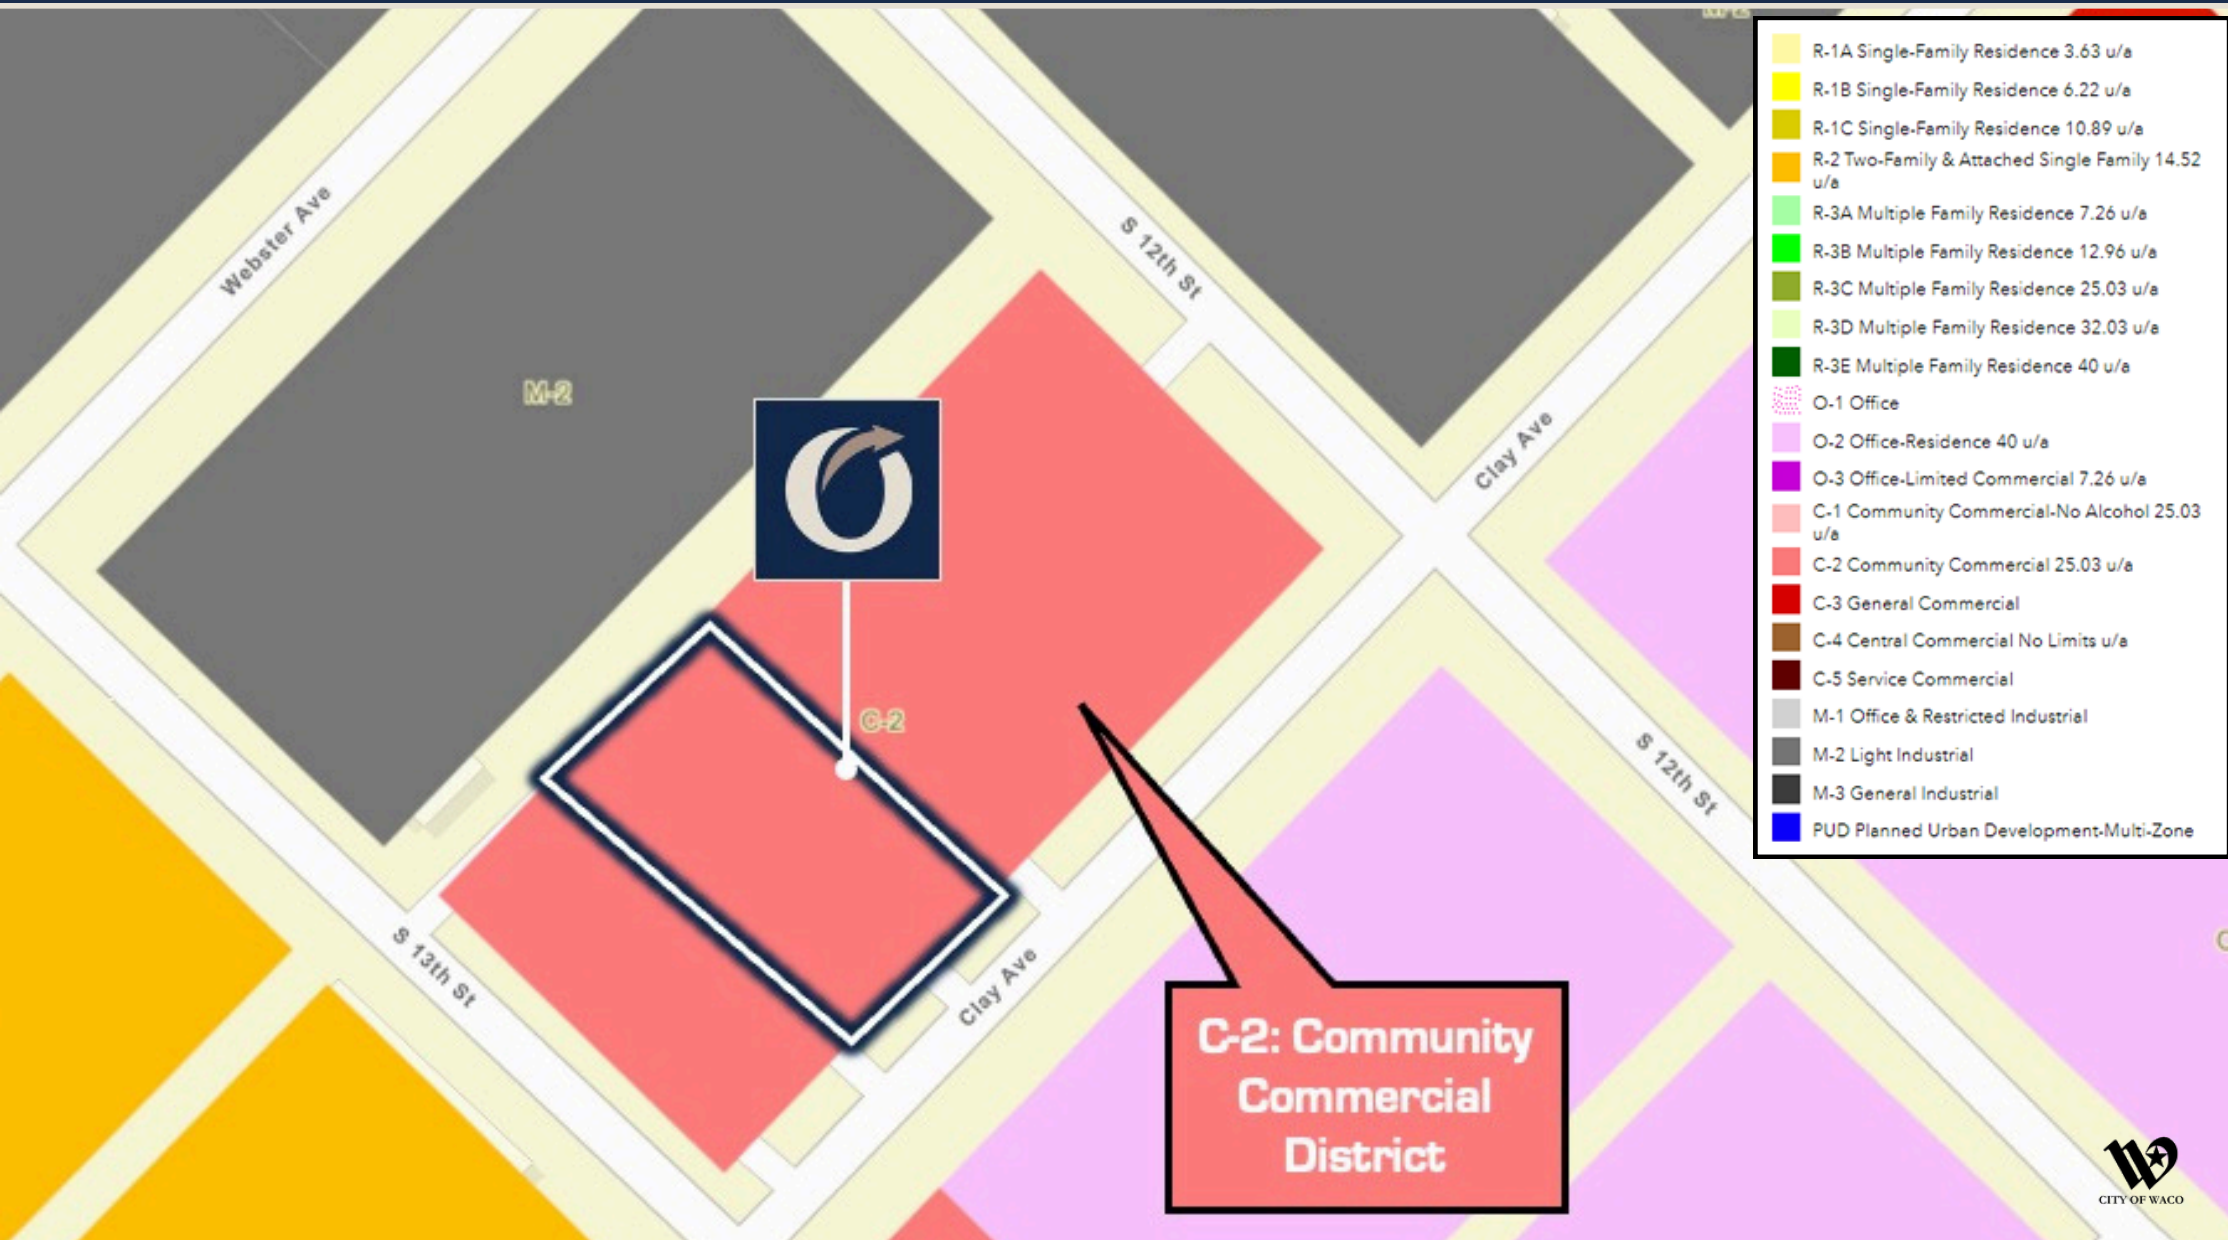 M-2
R-1A Single-Family Residence 3.63 u/a
R-1B Single-Family Residence 6.22 u/a
R-1C Single-Family Residence 10.89 u/a
R-2 Two-Family & Attached Single Family 14.52
u/a
R-3A Multiple Family Residence 7.26 u/a
R-3B Multiple Family Residence 12.96 u/a
R-3C Multiple Family Residence 25.03 u/a
R-3D Multiple Family Residence 32.03 u/a
R-3E Multiple Family Residence 40 u/a
O-1 Office
O-2 Office-Residence 40 u/a
O-3 Office-Limited Commercial 7.26 u/a
C-1 Community Commercial-No Alcohol 25.03
u/a
C-2 Community Commercial 25.03 u/a
C-3 General Commercial
C-4 Central Commercial No Limits u/a
C-5 Service Commercial
M-1 Office & Restricted Industrial
M-2 Light Industrial
M-3 General Industrial
PUD Planned Urban Development-Multi-Zone
Webster Ave
S 12th St
M-2
Clay Ave
C-2
S 12th St
S 13th St
Clay Ave
C-2: Community
Commercial
District
CITY OF WACO